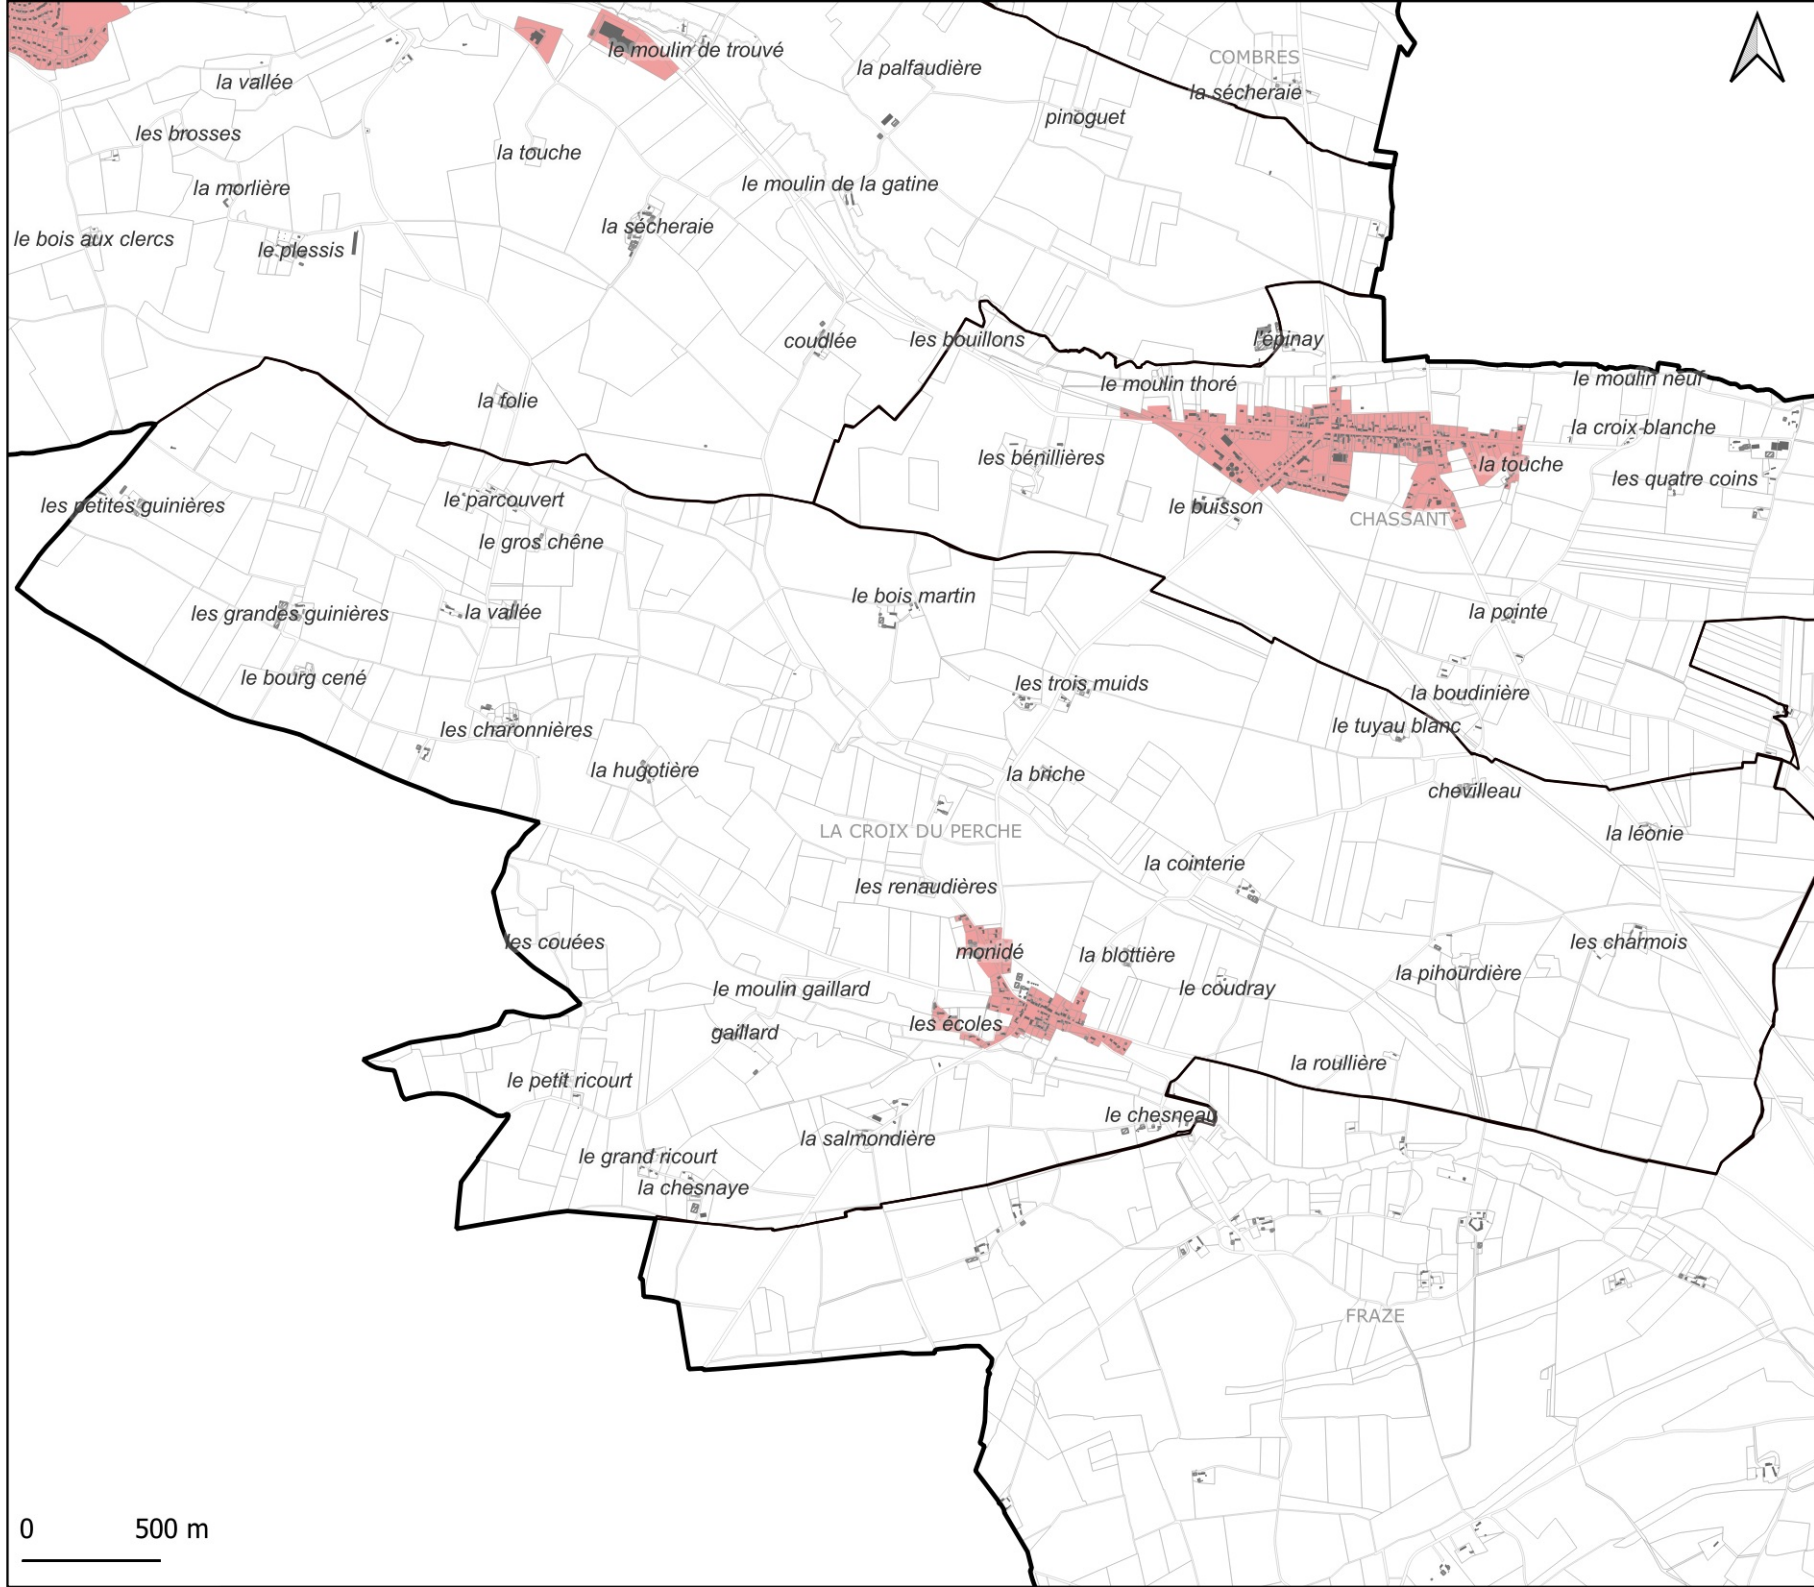 le moulin de trouvé
COMBRES
la palfaudière
la vallée
la sécheraie
pinoguet
les brosses
la touche
la morlière
le moulin de la gatine
la sécheraie
le bois aux clercs
le plessis
coudlée
les bouillons
l'épinay
le moulin thoré
le moulin neuf
la folie
la croix blanche
les bénillières
la touche
les quatre coins
les petites guinières
le parcouvert
le buisson
CHASSANT
le gros chêne
le bois martin
les grandes guinières
la vallée
la pointe
le bourg cené
les trois muids
la boudinière
les charonnières
le tuyau blanc
la hugotière
la briche
chevilleau
LA CROIX DU PERCHE
la léonie
la cointerie
les renaudières
les couées
monidé
la blottière
les charmois
la pihourdière
le moulin gaillard
le coudray
gaillard
les écoles
la roullière
le petit ricourt
le chesneau
la salmondière
le grand ricourt
la chesnaye
FRAZE
0 500 m